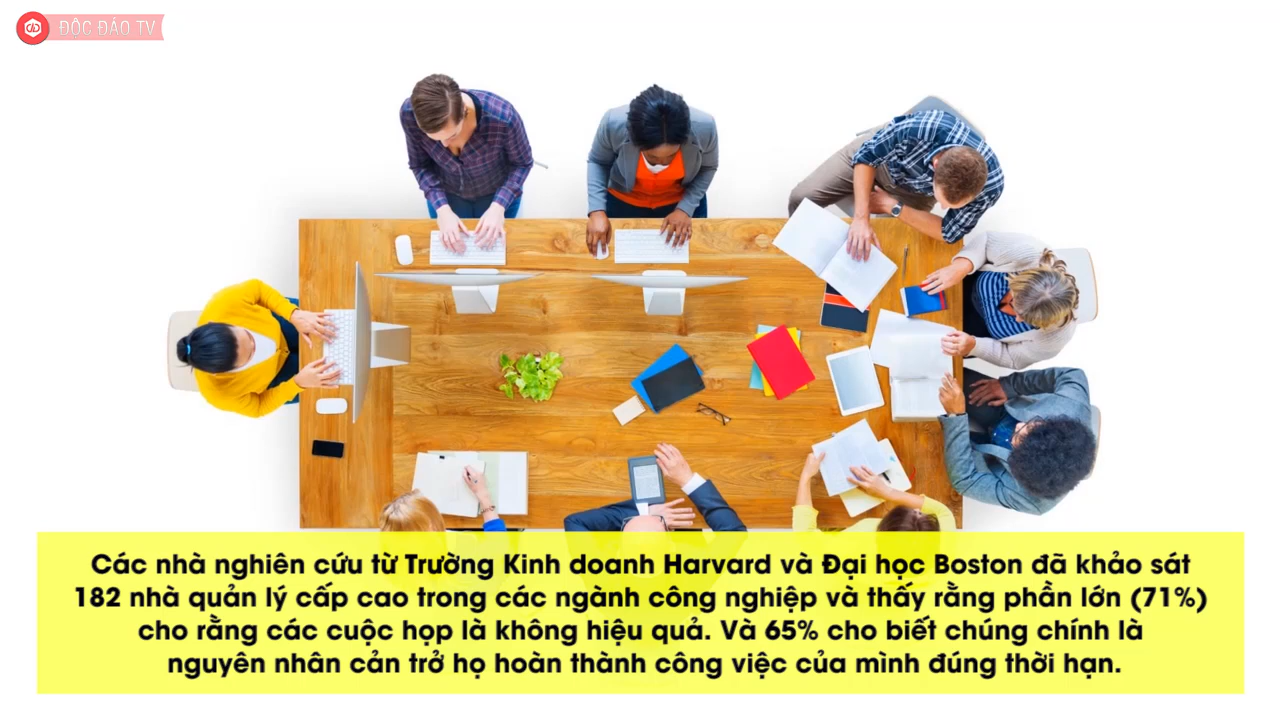 ĐỘC ĐÁO TV
Các nhà nghiên cứu từ Trường Kinh doanh Harvard và Đại học Boston đã khảo sát
182 nhà quản lý cấp cao trong các ngành công nghiệp và thấy rằng phần lớn (71%)
cho rằng các cuộc họp là không hiệu quả. Và 65% cho biết chúng chính là
nguyên nhân cản trở họ hoàn thành công việc của mình đúng thời hạn.